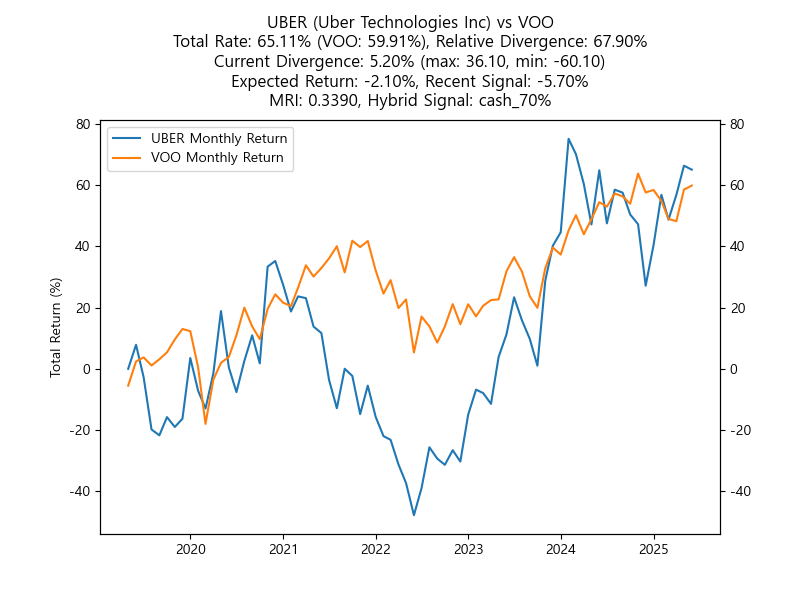 UBER (Uber Technologies Inc) vs VOO
Total Rate: 65.11% (VOO: 59.91%), Relative Divergence: 67.90%
Current Divergence: 5.20% (max: 36.10, min: -60.10)
Expected Return: -2.10%, Recent Signal: -5.70%
MRI: 0.3390, Hybrid Signal: cash_70%
UBER Monthly Return
VOO Monthly Return
Total Return (%)
80
60
40
20
0
-20
-40
80
60
40
20
0
-20
-40
2020
2021
2022
2023
2024
2025